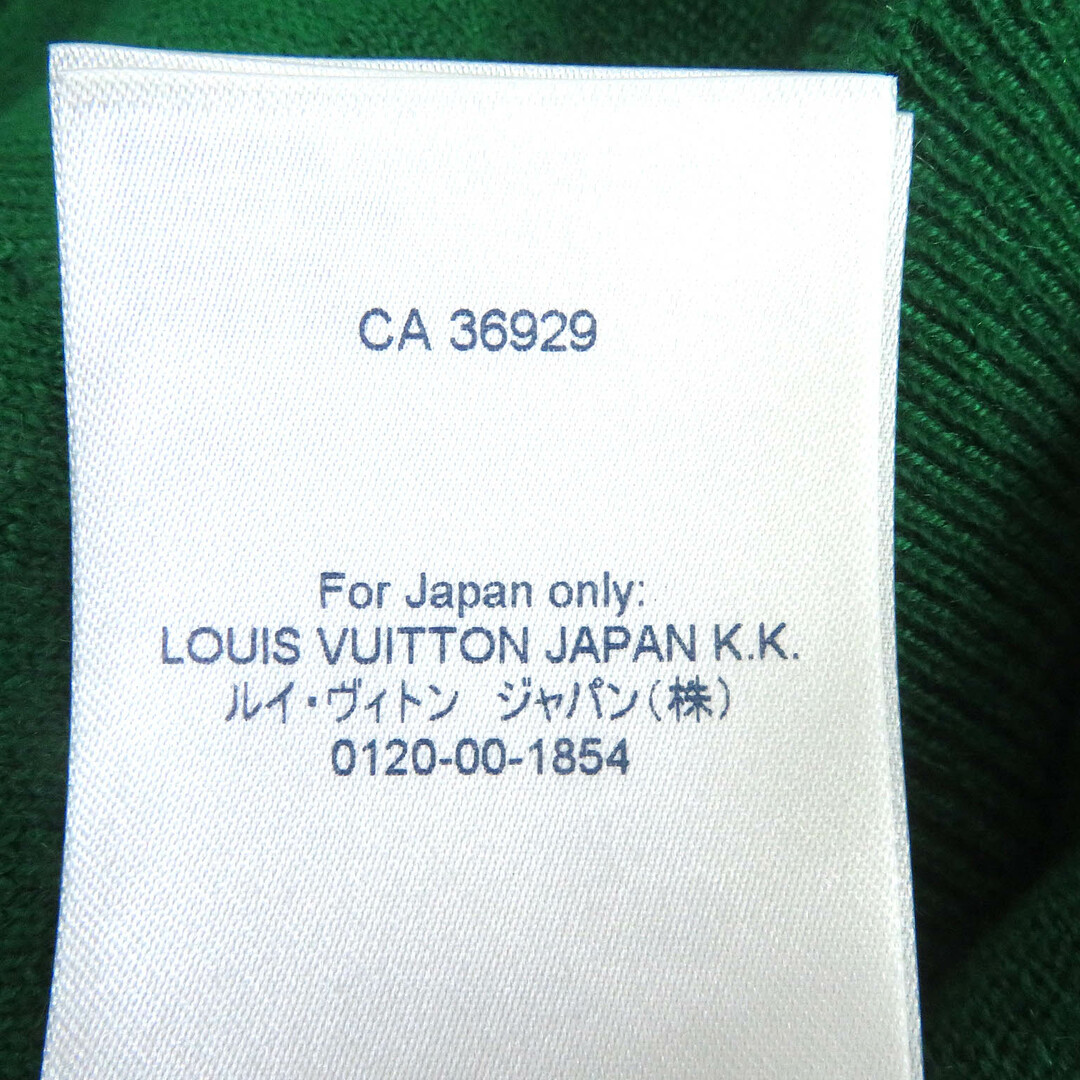 CA 36929
For Japan only:
LOUIS VUITTON JAPAN K.K.
ルイ・ヴィトン　ジャパン(株)
0120-00-1854